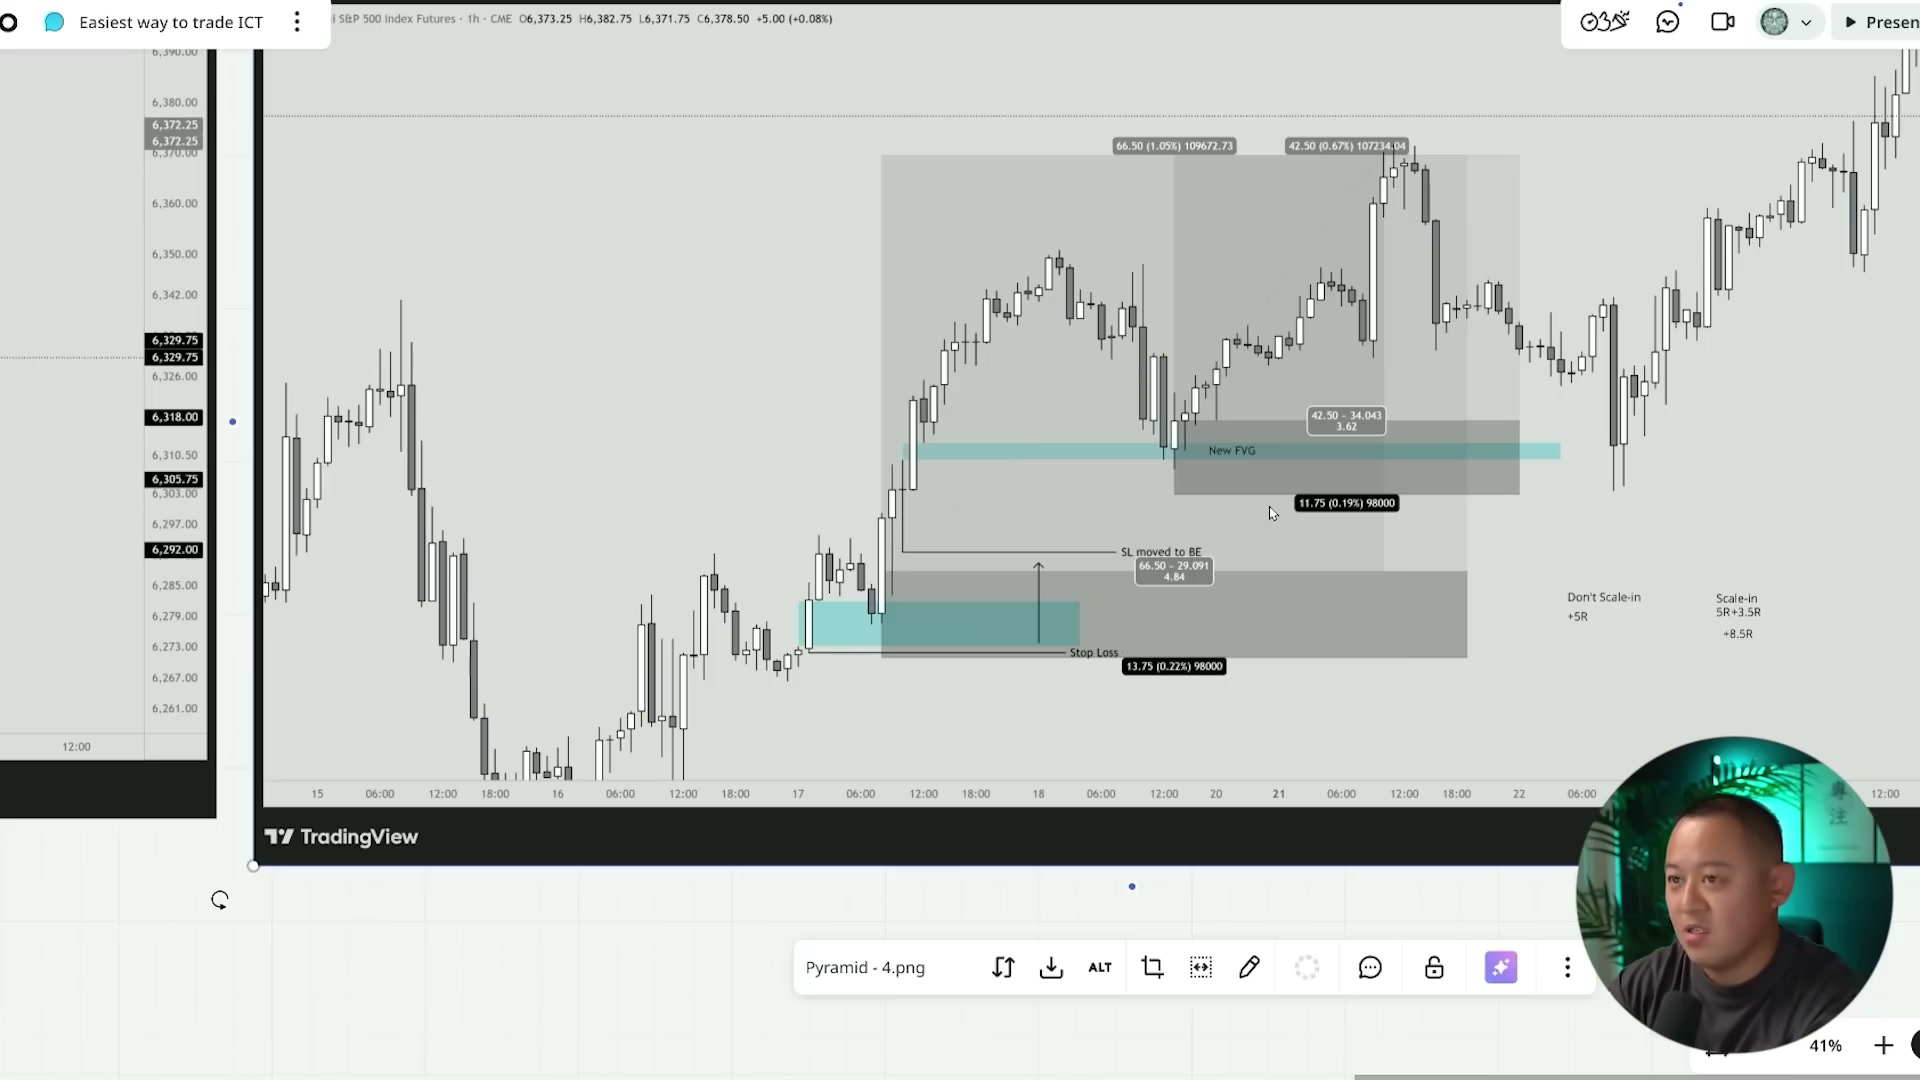 Easiest way to trade ICT
i S&P 500 Index Futures · 1h · CME O6,373.25 H6,382.75 L6,371.75 C6,378.50 +5.00 (+0.08%)
Presen
6,390.00
6,380.00
6,372.25
6,372.25
6,370.00
6,360.00
6,350.00
6,342.00
6,329.75
6,329.75
6,326.00
6,318.00
6,310.50
6,305.75
6,303.00
6,297.00
6,292.00
6,285.00
6,279.00
6,273.00
6,267.00
6,261.00
12:00
66.50 (1.05%) 109672.73
42.50 (0.67%) 107234.04
42.50 - 34.043
3.62
New FVG
11.75 (0.19%) 98000
SL moved to BE
66.50 - 29.091
4.84
Stop Loss
13.75 (0.22%) 98000
Don't Scale-in
+5R
Scale-in
5R+3.5R
+8.5R
15 06:00 12:00 18:00 16 06:00 12:00 18:00 17 06:00 12:00 18:00 18 06:00 12:00 20 21 06:00 12:00 18:00 22 06:00 12:00
TradingView
専
注
Pyramid - 4.png
ALT
41%